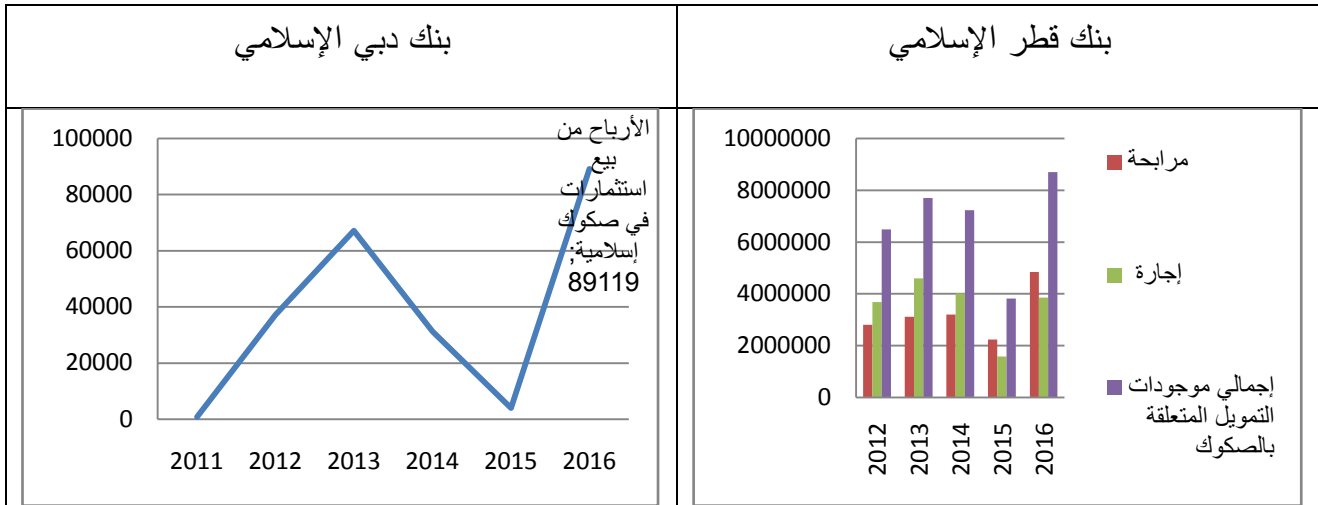 بنك قطر الإسلامي
بنك دبي الإسلامي
10000000
8000000
6000000
4000000
2000000
0
2012
2013
2014
2015
2016
مرابحة
إجارة
إجمالي موجودات
التمويل المتعلقة
بالصكوك
100000
80000
60000
40000
20000
0
2011 2012 2013 2014 2015 2016
الأرباح من
بيع
استثمارات
في صكوك
إسلامية;
89119